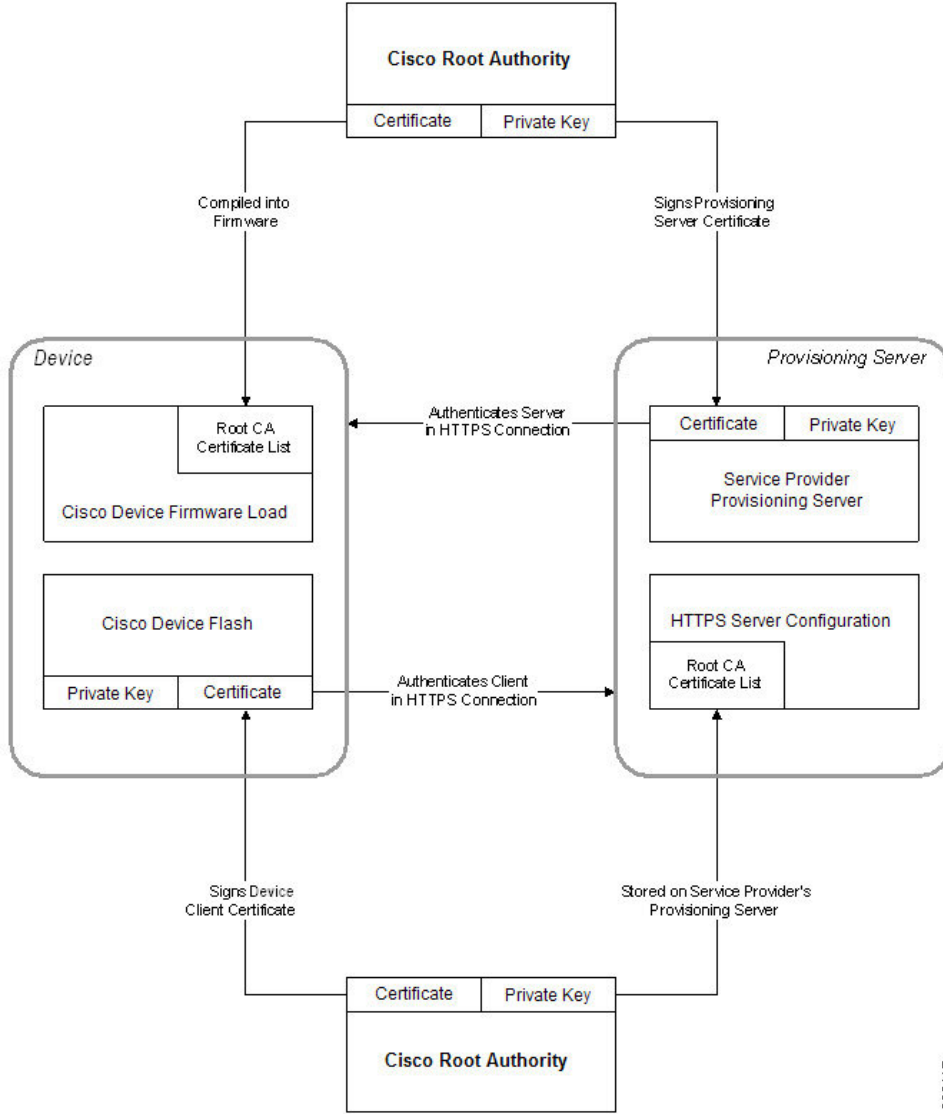 Cisco Root Authority
Certificate
Private Key
Compiled into
Firmware
Signs Provisioning
Server Certificate
Device
Provisioning Server
Root CA
Certificate List
Cisco Device Firmware Load
Authenticates Server
in HTTPS Connection
Certificate
Private Key
Service Provider
Provisioning Server
Cisco Device Flash
Private Key
Certificate
Authenticates Client
in HTTPS Connection
HTTPS Server Configuration
Root CA
Certificate List
Signs Device
Client Certificate
Stored on Service Provider's
Provisioning Server
Certificate
Private Key
Cisco Root Authority